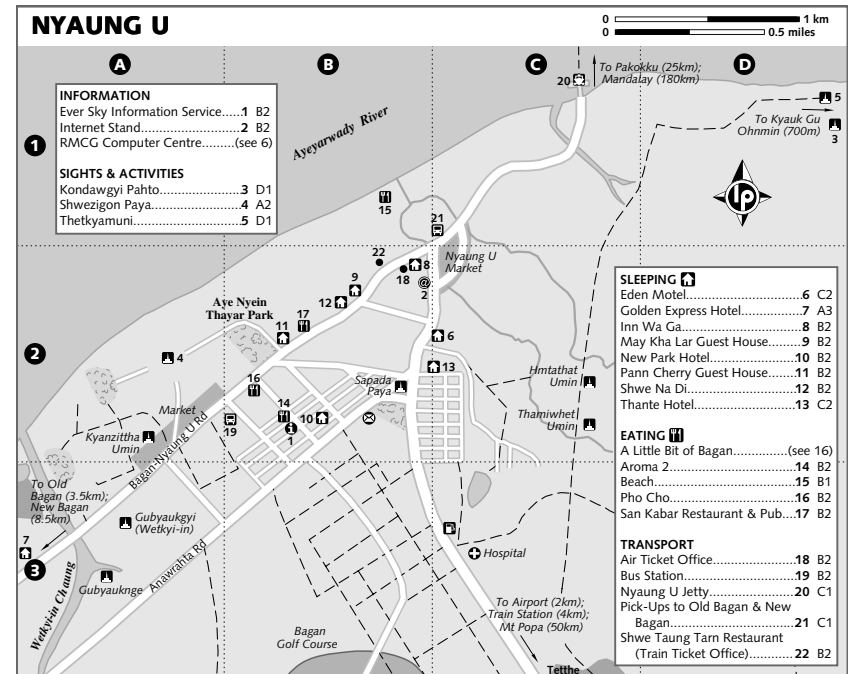 NYAUNG U
0 1 km
0 0.5 miles
A
B
C
D
1
2
3
INFORMATION
Ever Sky Information Service.....1 B2
Internet Stand........................2 B2
RMCG Computer Centre.........(see 6)
SIGHTS & ACTIVITIES
Kondawgyi Pahto...................3 D1
Shwezigon Paya.....................4 A2
Thetkyamuni..........................5 D1
Ayeyarwady River
20
To Pakokku (25km);
Mandalay (180km)
5
To Kyauk Gu
Ohnmin (700m)
3
lp
15
21
Nyaung U
Market
22
18
8
@
2
9
12
Aye Nyein
Thayar Park
17
11
6
4
13
16
Sapada
Paya
Hmtathat
Umin
14
10
i
1
19
Market
Kyanzittha
Umin
Thamiwhet
Umin
Bagan-Nyaung U Rd
To Old
Bagan (3.5km);
New Bagan
(8.5km)
7
Gubyaukgyi
(Wetkyi-in)
Anawrahta Rd
Gubyauknge
Wetkyi-in Chaung
Hospital
To Airport (2km);
Train Station (4km);
Mt Popa (50km)
Bagan
Golf Course
Tetthe
SLEEPING
Eden Motel.............................6 C2
Golden Express Hotel..............7 A3
Inn Wa Ga..............................8 B2
May Kha Lar Guest House.......9 B2
New Park Hotel.....................10 B2
Pann Cherry Guest House......11 B2
Shwe Na Di...........................12 B2
Thante Hotel.........................13 C2
EATING
A Little Bit of Bagan............(see 16)
Aroma 2................................14 B2
Beach....................................15 B1
Pho Cho................................16 B2
San Kabar Restaurant & Pub....17 B2
TRANSPORT
Air Ticket Office.....................18 B2
Bus Station............................19 B2
Nyaung U Jetty......................20 C1
Pick-Ups to Old Bagan & New
Bagan................................21 C1
Shwe Taung Tarn Restaurant
(Train Ticket Office)............22 B2